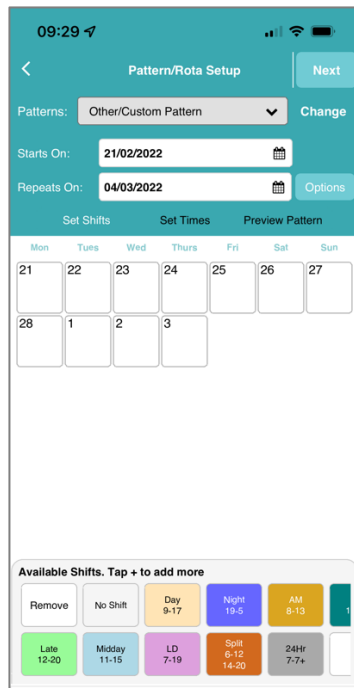 09:29
Pattern/Rota Setup
Next
Patterns: Other/Custom Pattern Change
Starts On: 21/02/2022
Repeats On: 04/03/2022 Options
Set Shifts Set Times Preview Pattern
Mon Tues Wed Thurs Fri Sat Sun
21 22 23 24 25 26 27
28 1 2 3
Available Shifts. Tap + to add more
Remove
No Shift
Day
9-17
Night
19-5
AM
8-13
1
Late
12-20
Midday
11-15
LD
7-19
Split
6-12
14-20
24Hr
7-7+